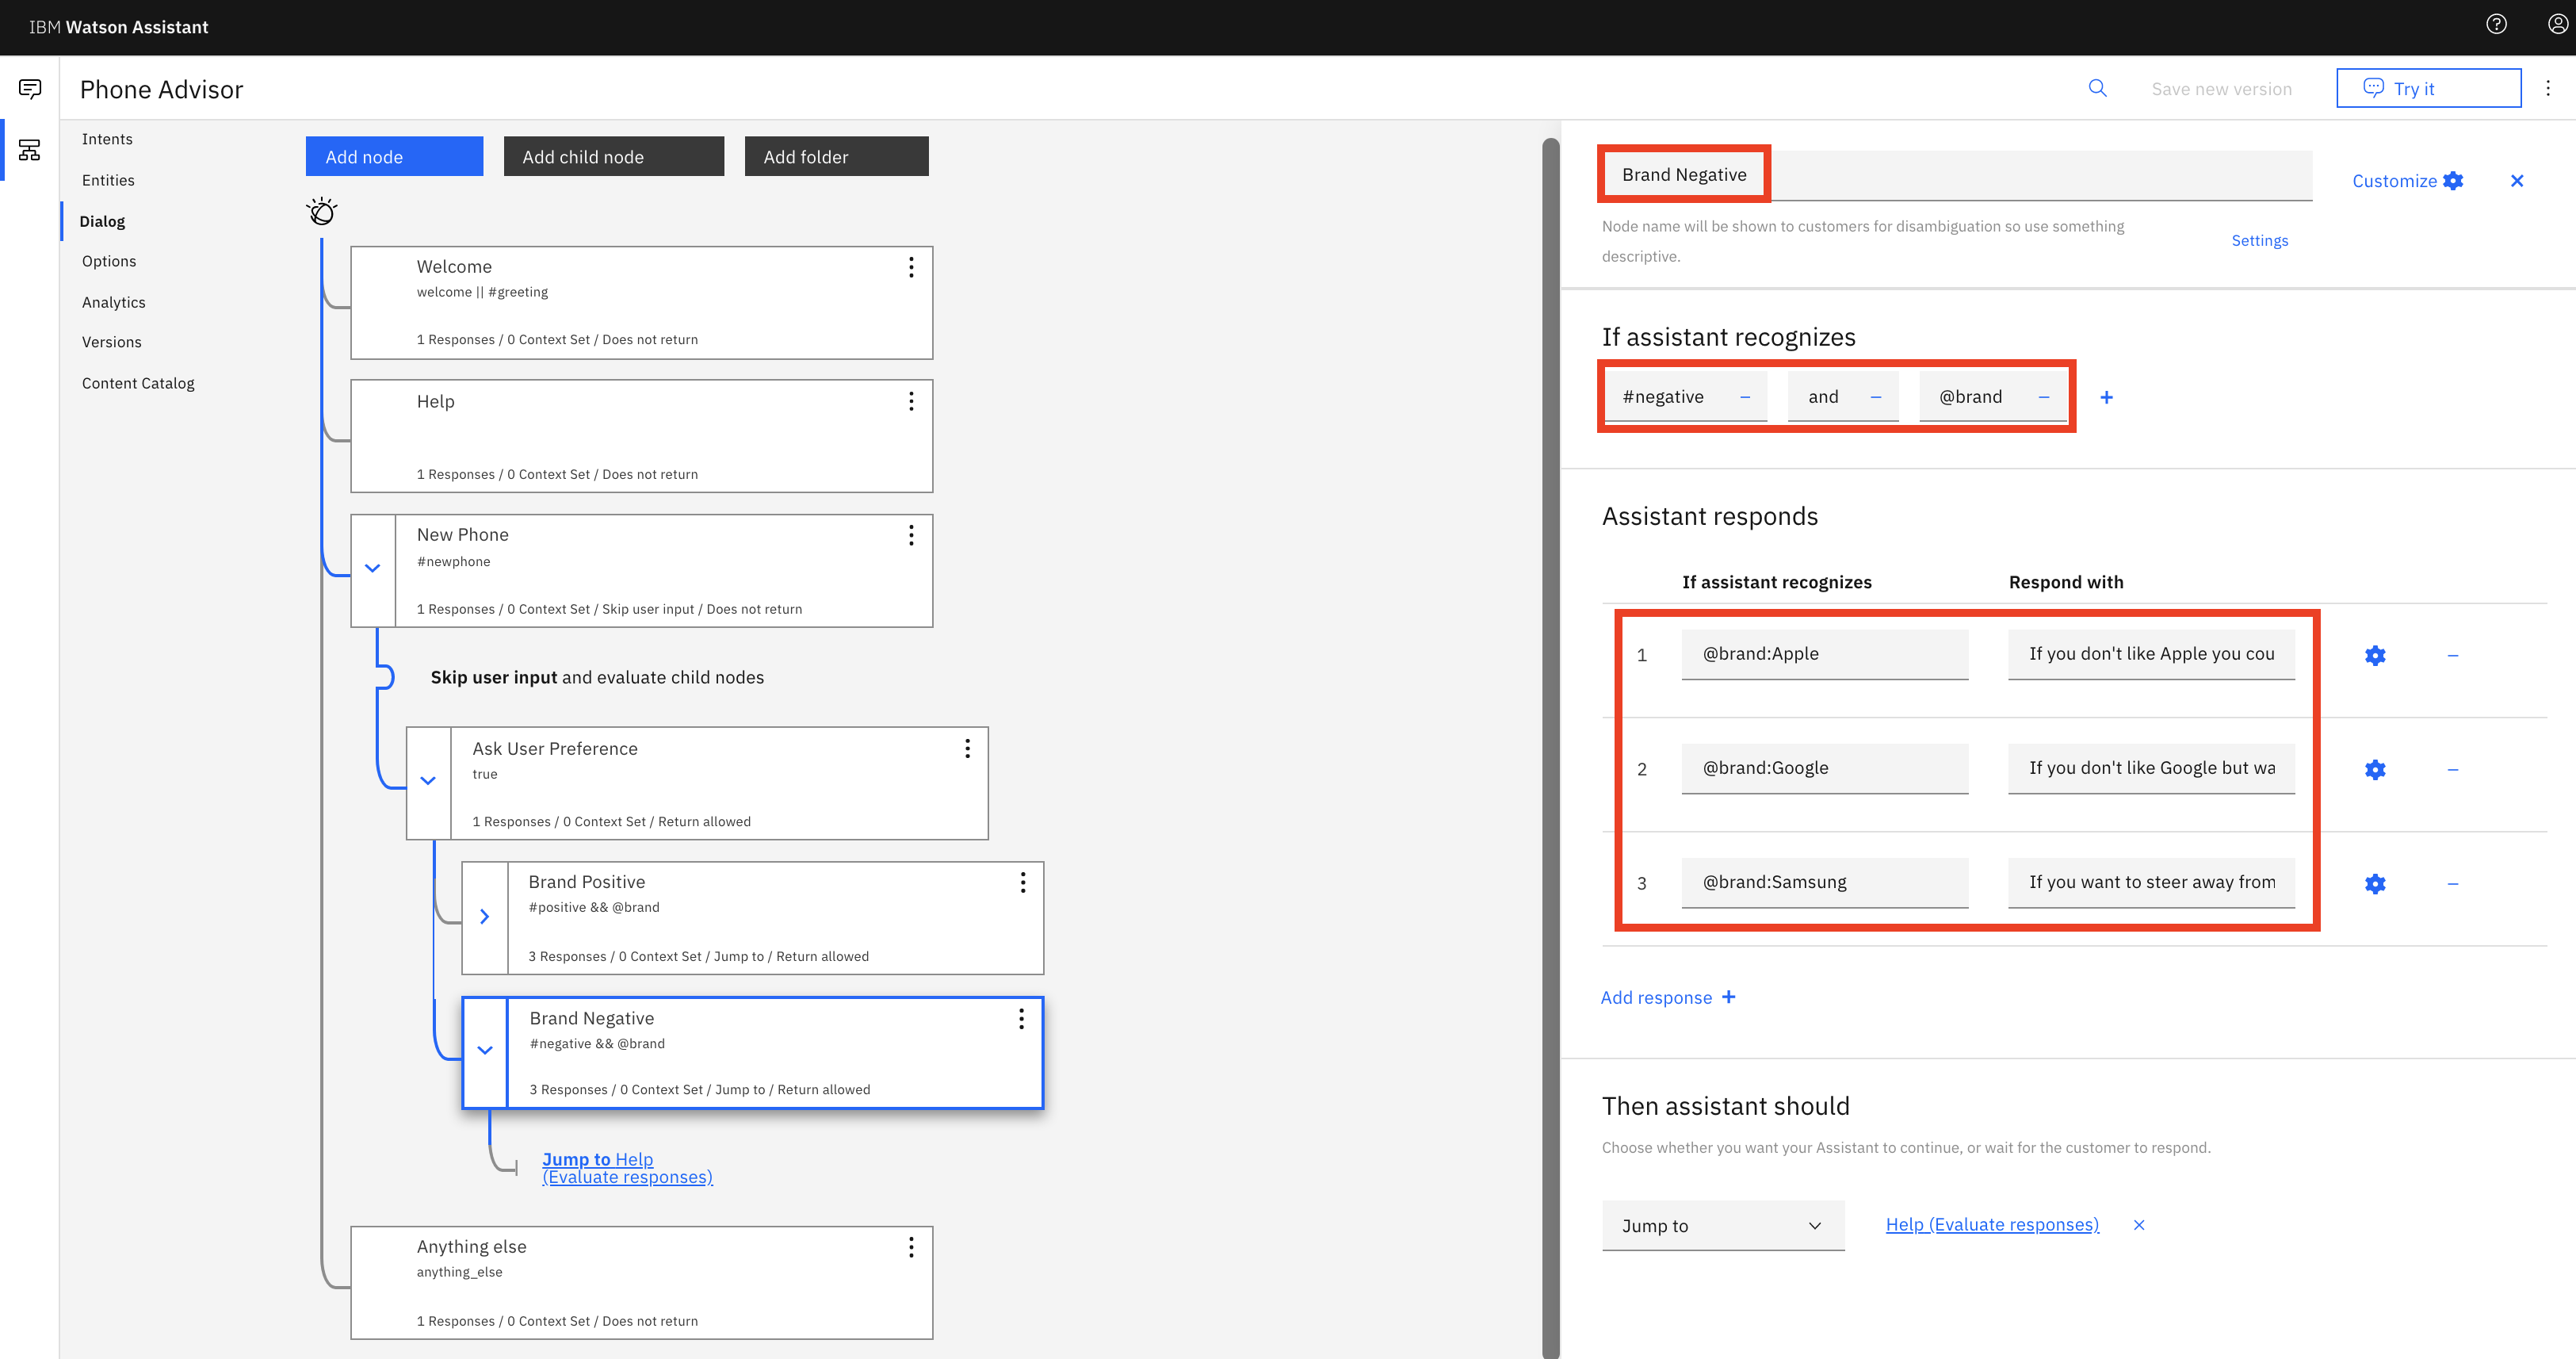 IBM Watson Assistant
Phone Advisor
Save new version
Try it
Intents
Entities
Dialog
Options
Analytics
Versions
Content Catalog
Add node
Add child node
Add folder
Welcome
welcome || #greeting
1 Responses / 0 Context Set / Does not return
Help
1 Responses / 0 Context Set / Does not return
New Phone
#newphone
1 Responses / 0 Context Set / Skip user input / Does not return
Skip user input and evaluate child nodes
Ask User Preference
true
1 Responses / 0 Context Set / Return allowed
Brand Positive
#positive && @brand
3 Responses / 0 Context Set / Jump to / Return allowed
Brand Negative
#negative && @brand
3 Responses / 0 Context Set / Jump to / Return allowed
Jump to Help
(Evaluate responses)
Anything else
anything_else
1 Responses / 0 Context Set / Does not return
Brand Negative
Customize
Node name will be shown to customers for disambiguation so use something
descriptive.
Settings
If assistant recognizes
#negative and @brand
Assistant responds
If assistant recognizes Respond with
1 @brand:Apple If you don't like Apple you cou
2 @brand:Google If you don't like Google but wa
3 @brand:Samsung If you want to steer away from
Add response
Then assistant should
Choose whether you want your Assistant to continue, or wait for the customer to respond.
Jump to Help (Evaluate responses)